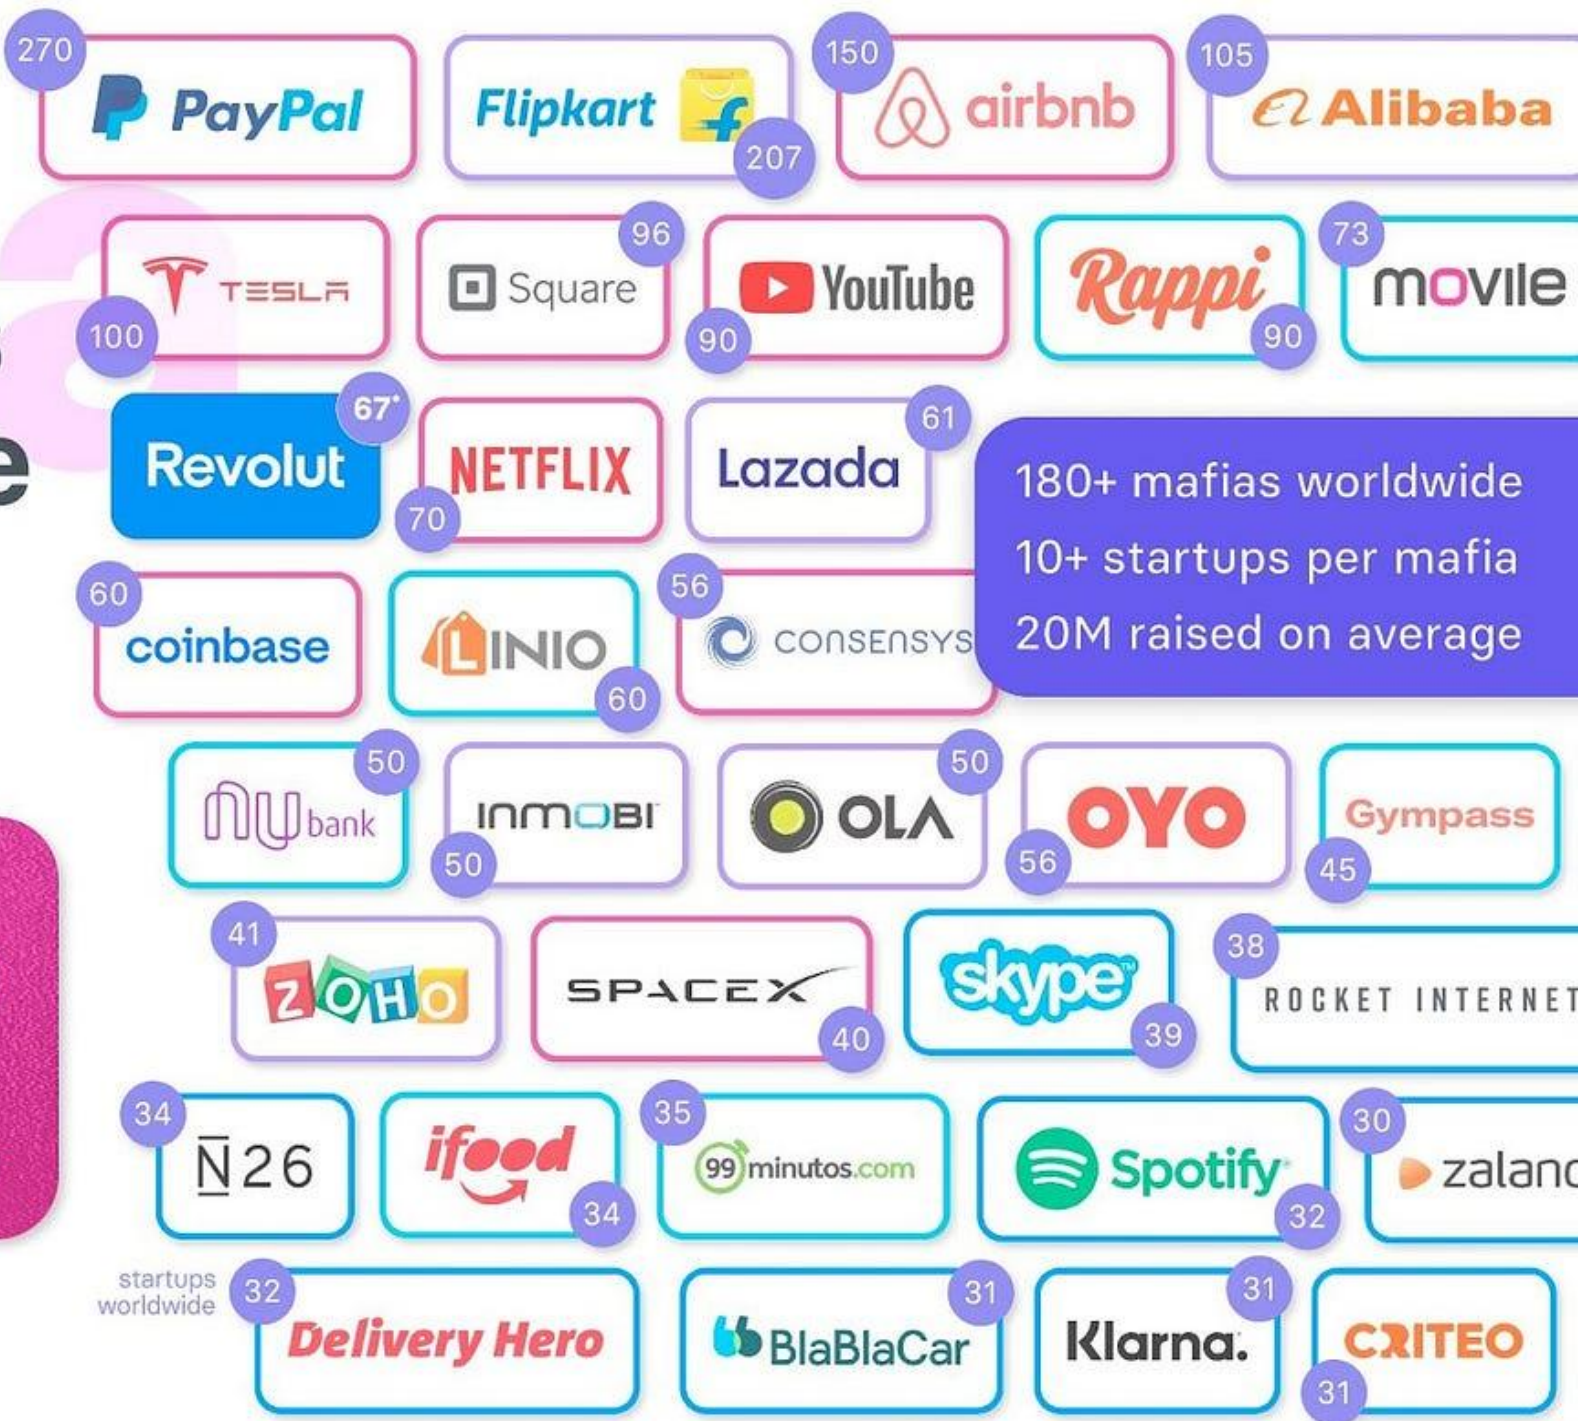 270
PayPal
Flipkart
207
150
airbnb
105
Alibaba
TESLA
100
Square
96
YouTube
90
Rappi
90
73
movile
e
Revolut
67*
NETFLIX
70
Lazada
61
180+ mafias worldwide
10+ startups per mafia
20M raised on average
60
coinbase
LINIO
60
56
CONSENSYS
nu bank
50
INMOBI
50
OLA
50
OYO
56
Gympass
45
41
ZOHO
SPACEX
40
skype™
39
38
ROCKET INTERNET
34
N26
ifood
34
35
99minutos.com
Spotify
32
30
zalan
startups
worldwide
32
Delivery Hero
BlaBlaCar
31
Klarna.
31
CRITEO
31